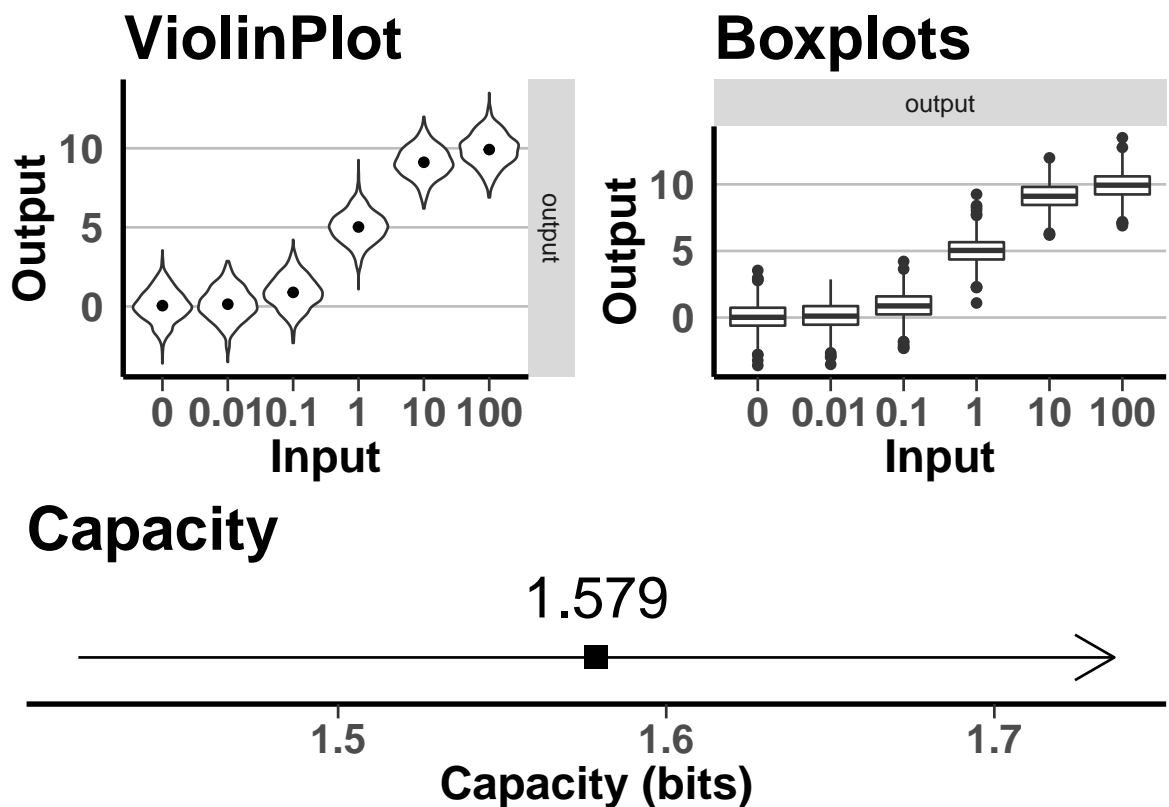 ViolinPlot
Output
10
5
0
output
0 0.01 0.1 1 10 100
Input
Boxplots
output
Output
10
5
0
0 0.01 0.1 1 10 100
Input
Capacity
1.579
1.5 1.6 1.7
Capacity (bits)